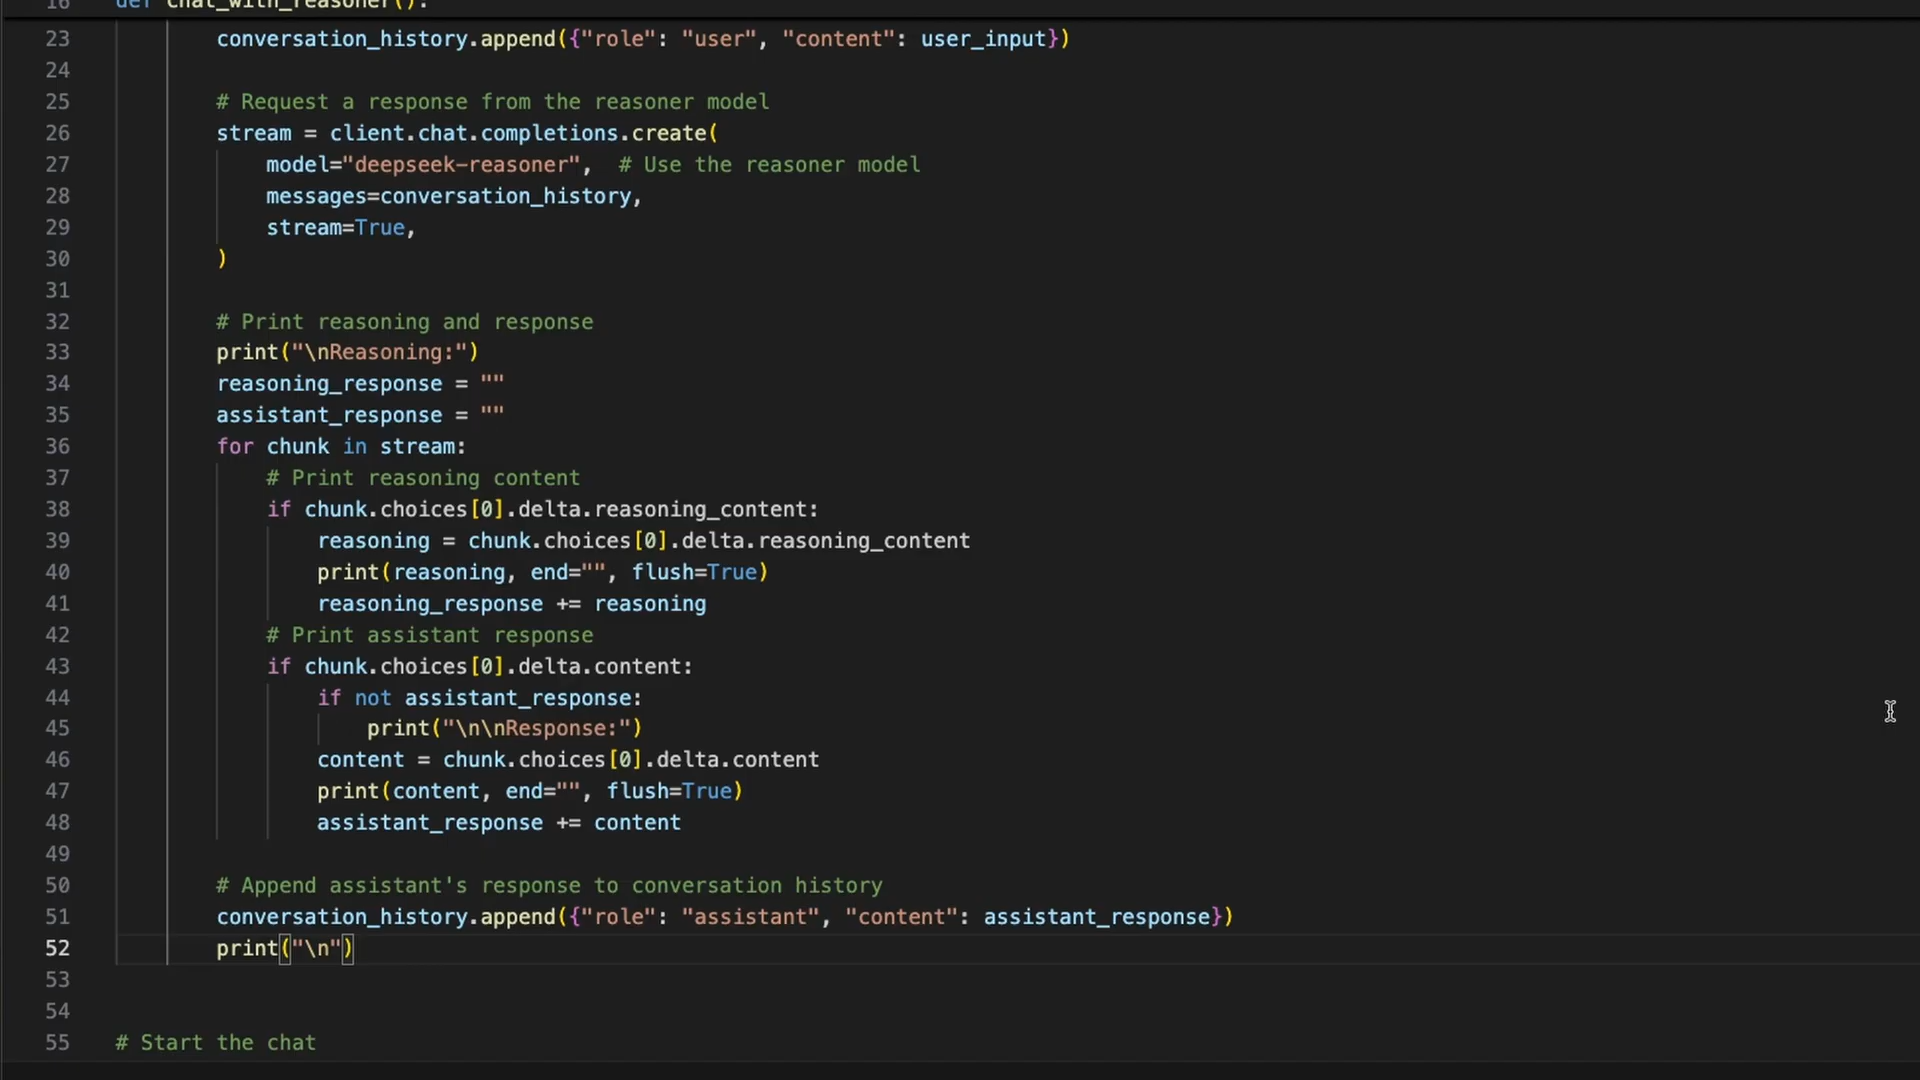 16 def chat_with_reasoner():
23 conversation_history.append({"role": "user", "content": user_input})
24
25 # Request a response from the reasoner model
26 stream = client.chat.completions.create(
27 model="deepseek-reasoner",  # Use the reasoner model
28 messages=conversation_history,
29 stream=True,
30 )
31
32 # Print reasoning and response
33 print("\nReasoning:")
34 reasoning_response = ""
35 assistant_response = ""
36 for chunk in stream:
37 # Print reasoning content
38 if chunk.choices[0].delta.reasoning_content:
39 reasoning = chunk.choices[0].delta.reasoning_content
40 print(reasoning, end="", flush=True)
41 reasoning_response += reasoning
42 # Print assistant response
43 if chunk.choices[0].delta.content:
44 if not assistant_response:
45 print("\n\nResponse:")
46 content = chunk.choices[0].delta.content
47 print(content, end="", flush=True)
48 assistant_response += content
49
50 # Append assistant's response to conversation history
51 conversation_history.append({"role": "assistant", "content": assistant_response})
52 print("\n")
53
54
55 # Start the chat